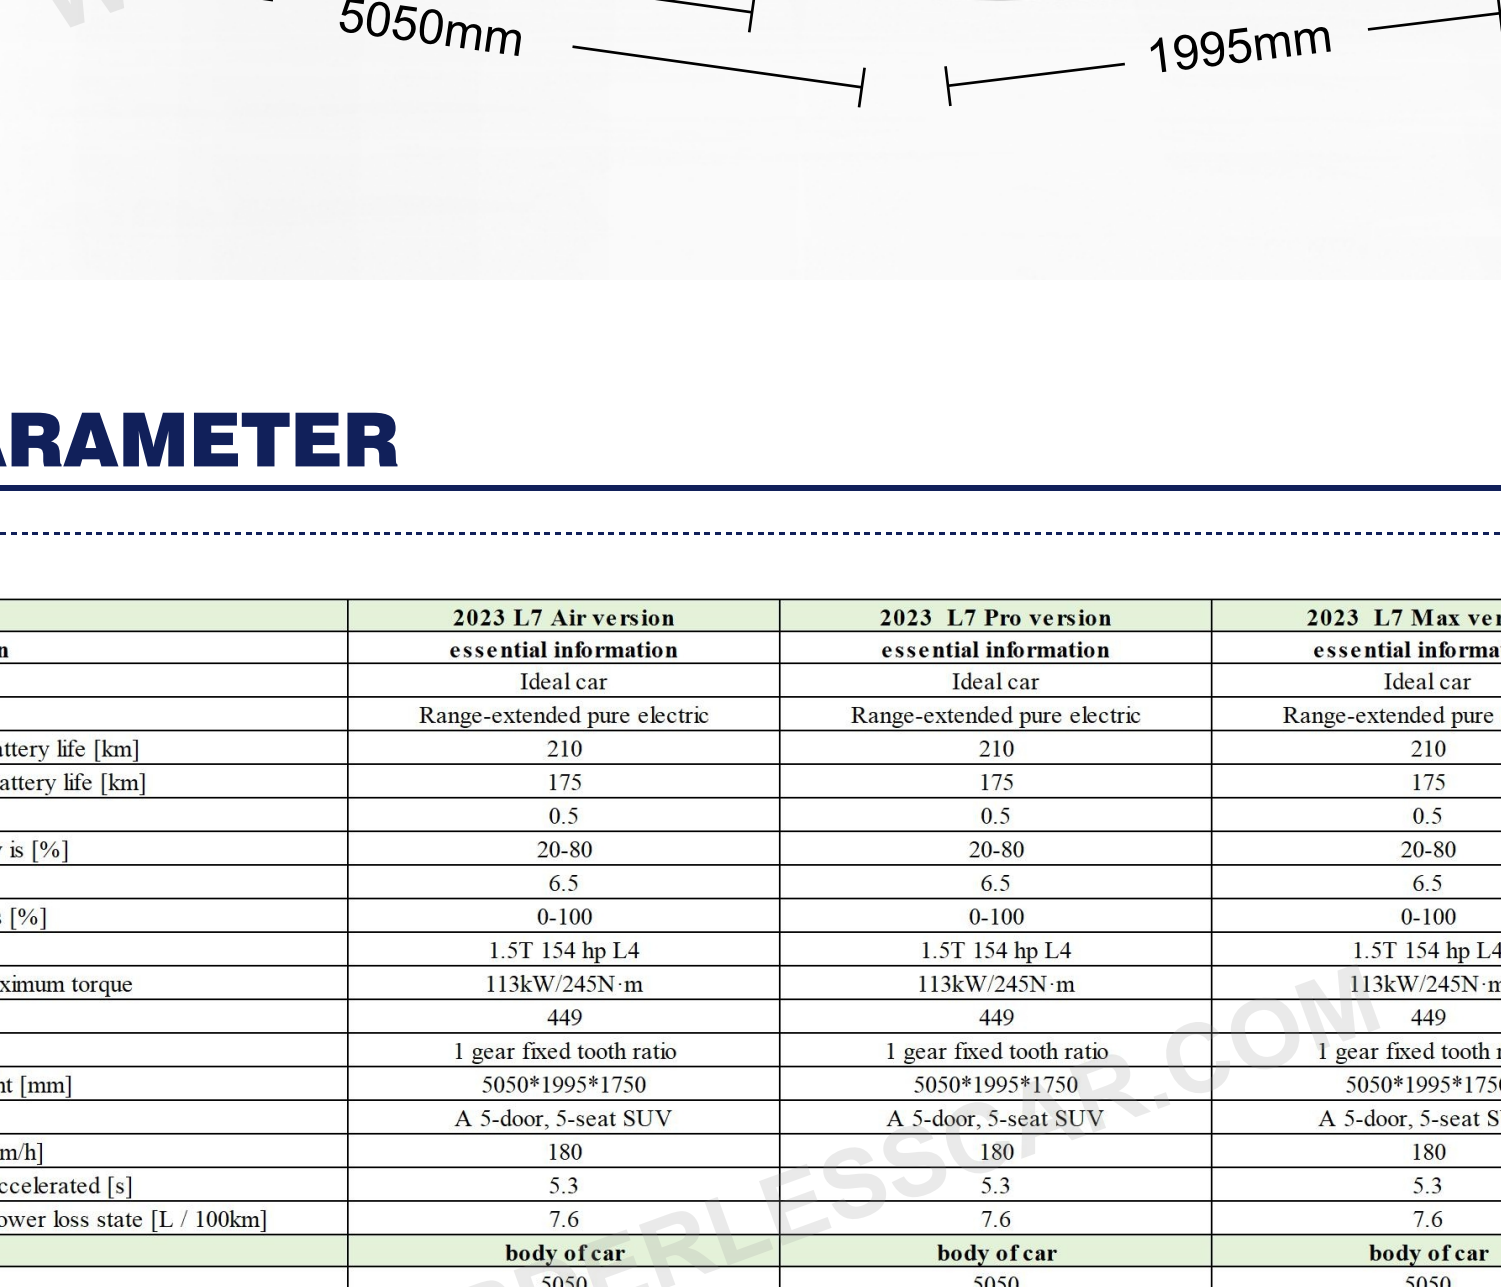 5050mm
1995mm
ARAMETER
2023 L7 Air version 2023 L7 Pro version 2023 L7 Max ver
n essential information essential information essential informa
Ideal car Ideal car Ideal car
Range-extended pure electric Range-extended pure electric Range-extended pure
attery life [km] 210 210 210
attery life [km] 175 175 175
0.5 0.5 0.5
y is [%] 20-80 20-80 20-80
6.5 6.5 6.5
s [%] 0-100 0-100 0-100
1.5T 154 hp L4 1.5T 154 hp L4 1.5T 154 hp L4
ximum torque 113kW/245N·m 113kW/245N·m 113kW/245N·m
449 449 449
1 gear fixed tooth ratio 1 gear fixed tooth ratio 1 gear fixed tooth r
nt [mm] 5050*1995*1750 5050*1995*1750 5050*1995*1750
A 5-door, 5-seat SUV A 5-door, 5-seat SUV A 5-door, 5-seat S
m/h] 180 180 180
ccelerated [s] 5.3 5.3 5.3
ower loss state [L / 100km] 7.6 7.6 7.6
body of car body of car body of car
5050 5050 5050
DERLESSCAR.COM